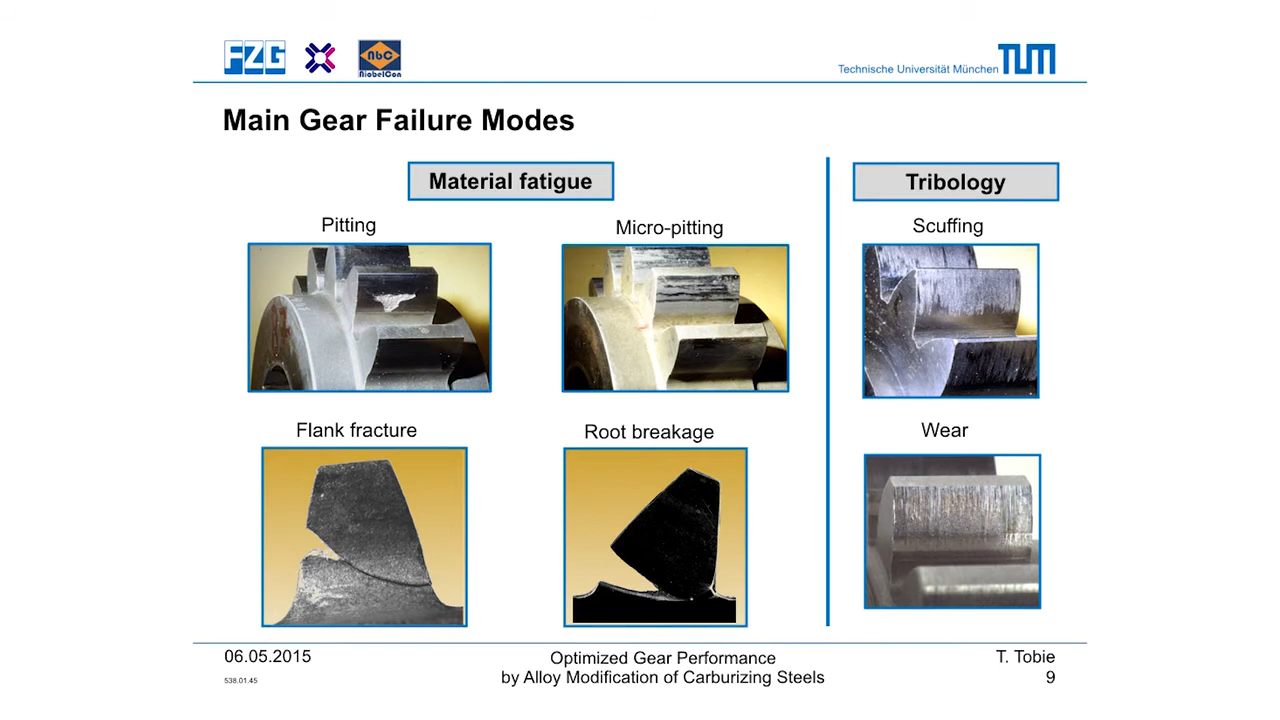 FZG
NbC
NiobelCon
Technische Universität München
TUM
Main Gear Failure Modes
Material fatigue
Tribology
Pitting
Micro-pitting
Scuffing
Flank fracture
Root breakage
Wear
06.05.2015
Optimized Gear Performance
T. Tobie
538.01.45
by Alloy Modification of Carburizing Steels
9